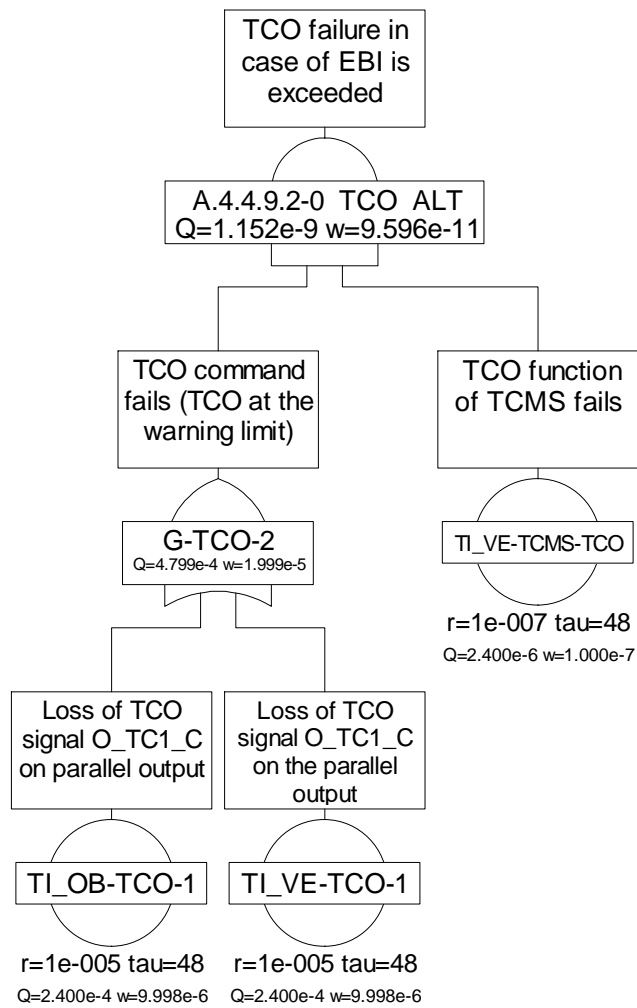 TCO failure in
case of EBI is
exceeded
A.4.4.9.2-0 TCO ALT
Q=1.152e-9 w=9.596e-11
TCO command
fails (TCO at the
warning limit)
TCO function
of TCMS fails
G-TCO-2
Q=4.799e-4 w=1.999e-5
TI_VE-TCMS-TCO
r=1e-007 tau=48
Q=2.400e-6 w=1.000e-7
Loss of TCO
signal O_TC1_C
on parallel output
Loss of TCO
signal O_TC1_C
on the parallel
output
TI_OB-TCO-1
TI_VE-TCO-1
r=1e-005 tau=48
Q=2.400e-4 w=9.998e-6
r=1e-005 tau=48
Q=2.400e-4 w=9.998e-6